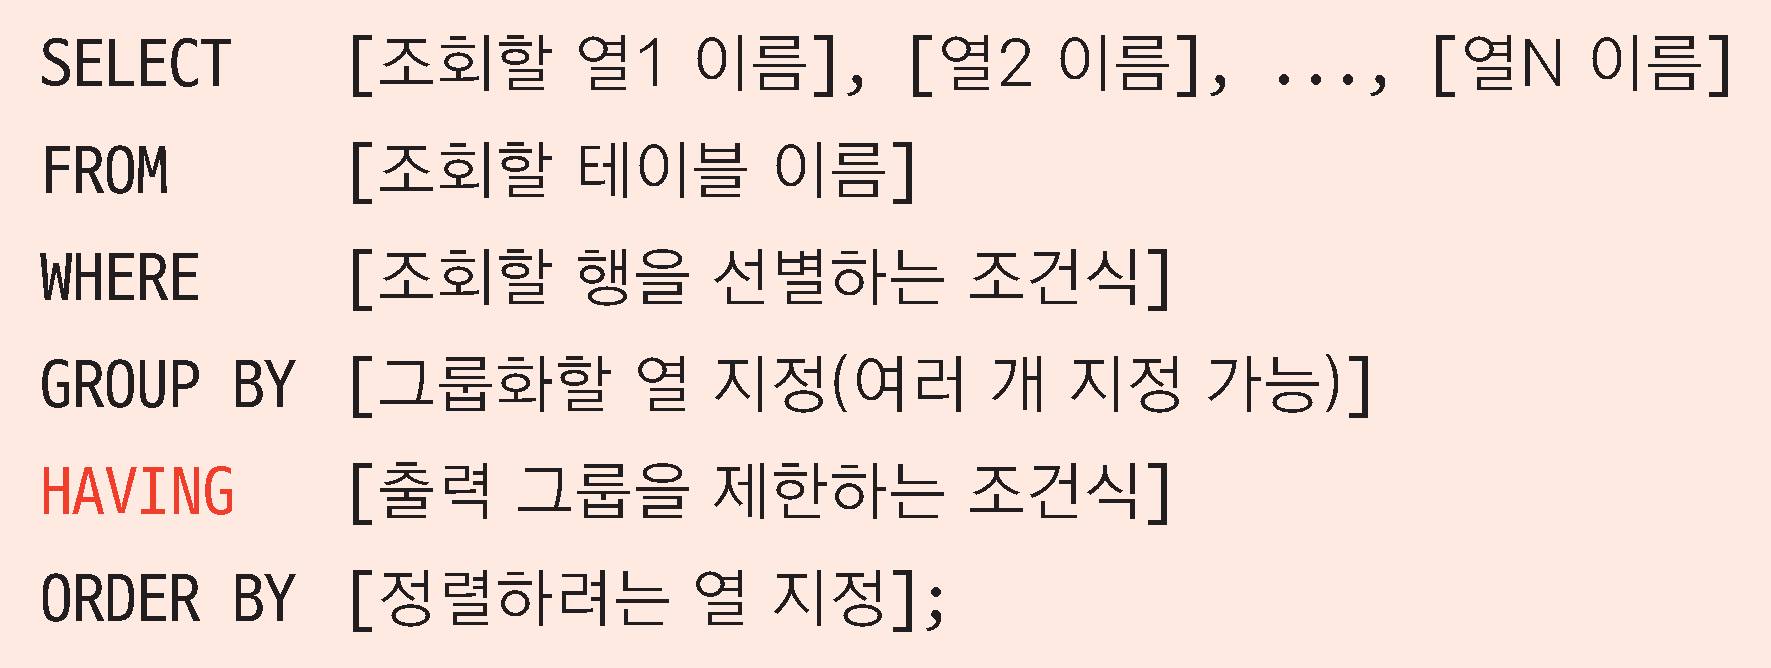 SELECT [조회할 열1 이름], [열2 이름], ..., [열N 이름]
FROM [조회할 테이블 이름]
WHERE [조회할 행을 선별하는 조건식]
GROUP BY [그룹화할 열 지정(여러 개 지정 가능)]
HAVING [출력 그룹을 제한하는 조건식]
ORDER BY [정렬하려는 열 지정];